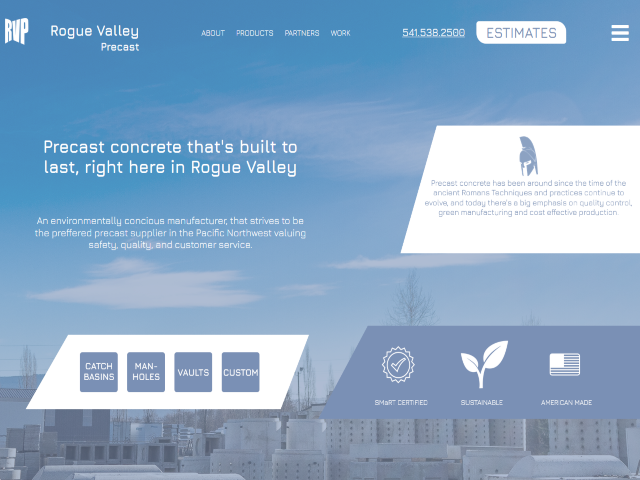 RVP
Rogue Valley
Precast
ABOUT PRODUCTS PARTNERS WORK
541.538.2500
ESTIMATES
Precast concrete that's built to
last, right here in Rogue Valley
An environmentally concious manufacturer, that strives to be
the preffered precast supplier in the Pacific Northwest valuing
safety, quality, and customer service.
Precast concrete has been around since the time of the
ancient Romans Techniques and practices continue to
evolve, and today there's a big emphasis on quality control,
green manufacturing and cost effective production.
CATCH
BASINS
MAN-
HOLES
VAULTS
CUSTOM
SMaRT CERTIFIED
SUSTAINABLE
AMERICAN MADE